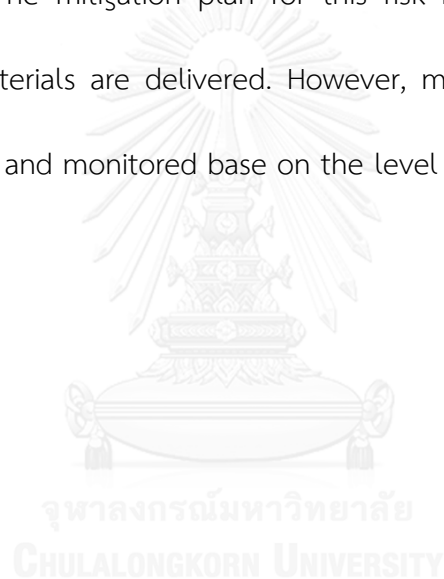 he mitigation plan for this risk
terials are delivered. However, m
and monitored base on the level
จุฬาลงกรณ์มหาวิทยาลัย
CHULALONGKORN UNIVERSITY